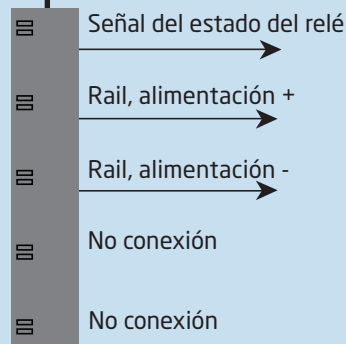 Señal del estado del relé
Rail, alimentación +
Rail, alimentación -
No conexión
No conexión